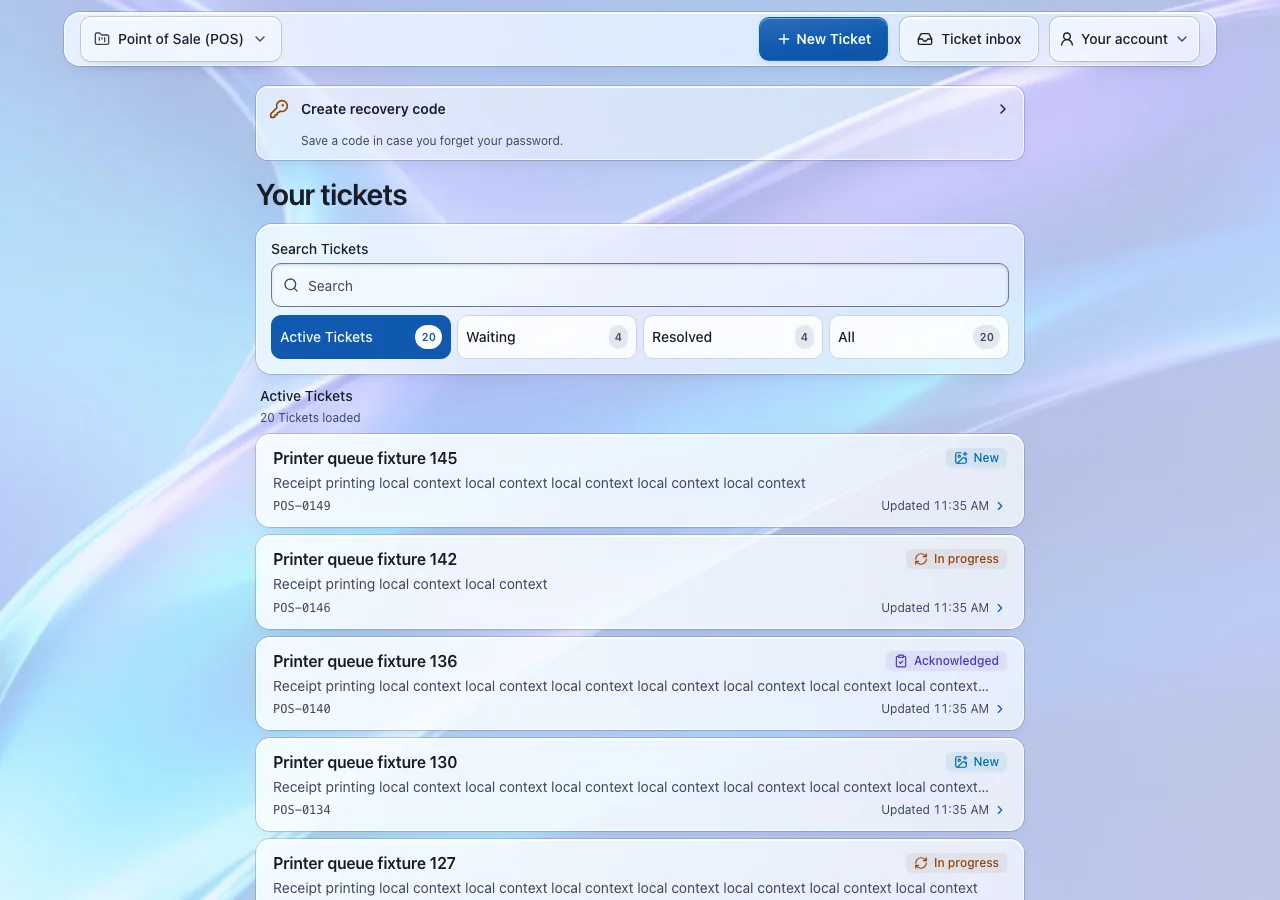 Point of Sale (POS)
New Ticket
Ticket inbox
Your account
Create recovery code
Save a code in case you forget your password.
Your tickets
Search Tickets
Search
Active Tickets 20
Waiting 4
Resolved 4
All 20
Active Tickets
20 Tickets loaded
Printer queue fixture 145
New
Receipt printing local context local context local context local context local context
POS-0149
Updated 11:35 AM
Printer queue fixture 142
In progress
Receipt printing local context local context
POS-0146
Updated 11:35 AM
Printer queue fixture 136
Acknowledged
Receipt printing local context local context local context local context local context local context local context...
POS-0140
Updated 11:35 AM
Printer queue fixture 130
New
Receipt printing local context local context local context local context local context local context local context...
POS-0134
Updated 11:35 AM
Printer queue fixture 127
In progress
Receipt printing local context local context local context local context local context local context local context